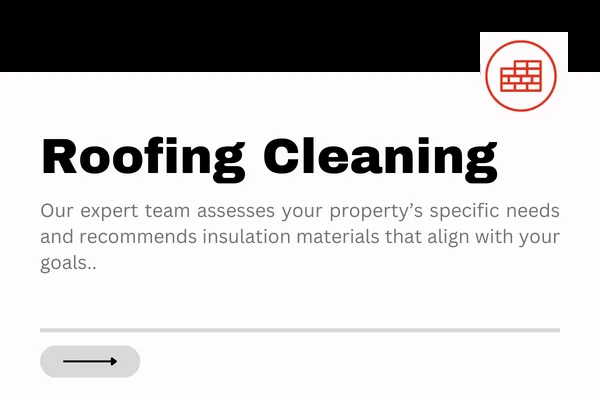 Roofing Cleaning
Our expert team assesses your property’s specific needs
and recommends insulation materials that align with your
goals..